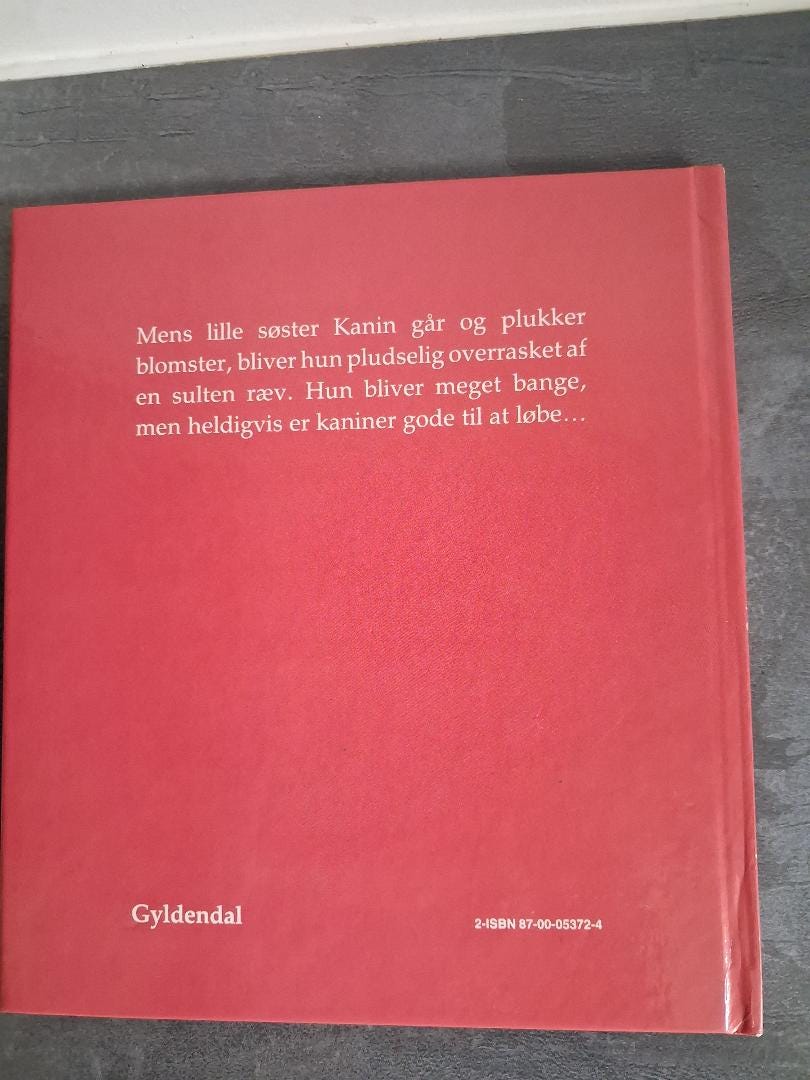 Mens lille søster Kanin går og plukker
blomster, bliver hun pludselig overrasket af
en sulten ræv. Hun bliver meget bange,
men heldigvis er kaniner gode til at løbe...
Gyldendal
2-ISBN 87-00-05372-4